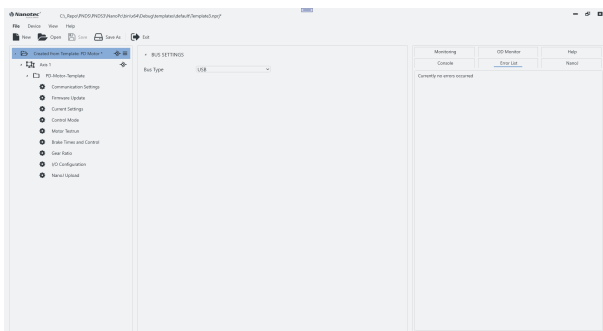 Nanotec
File Device View Help
New Open Save Save As Exit
Created from Template: PD Motor *
Axis 1
PD-Motor-Template
Communication Settings
Firmware Update
Current Settings
Control Mode
Motor Testrun
Brake Times and Control
Gear Ratio
I/O Configuration
NanoJ Upload
BUS SETTINGS
Bus Type USB
Monitoring OD Monitor Help
Console Error List NanoJ
Currently no errors occurred